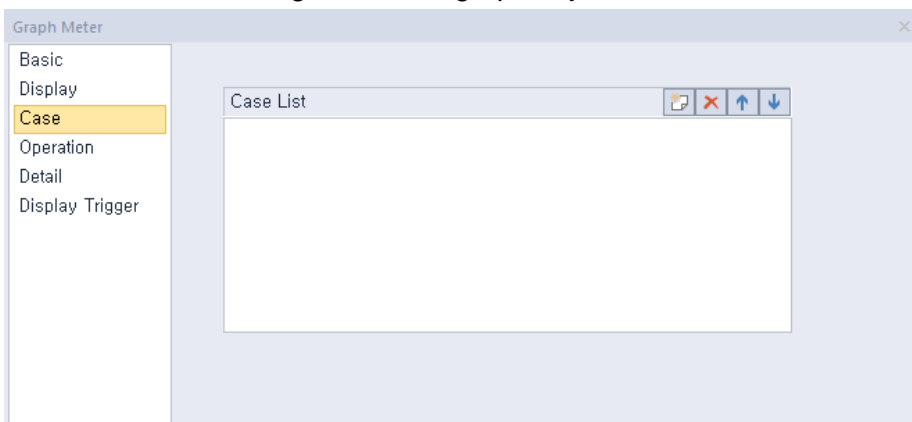 Graph Meter
Basic
Display
Case
Operation
Detail
Display Trigger
Case List